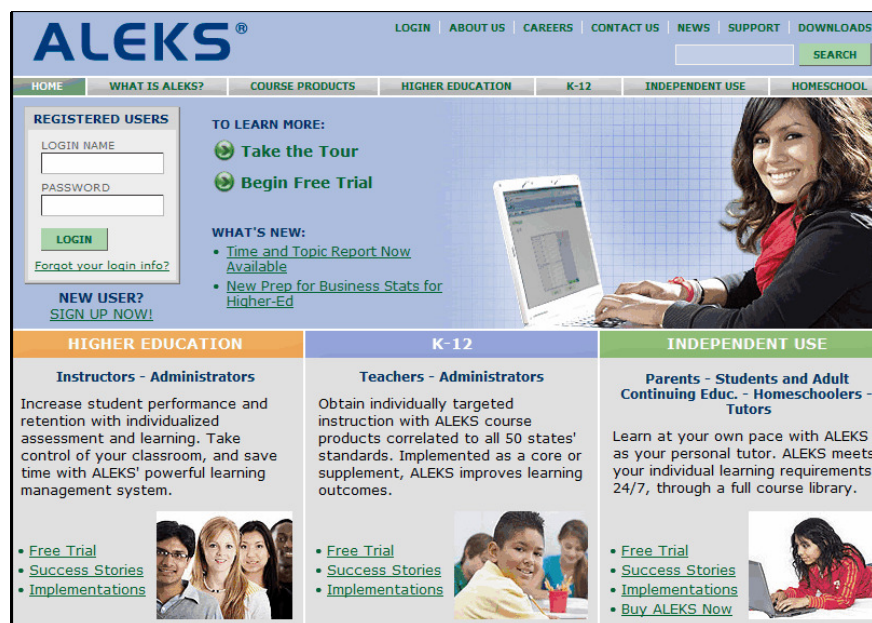 ALEKS®
LOGIN ABOUT US CAREERS CONTACT US NEWS SUPPORT DOWNLOADS
SEARCH
HOME WHAT IS ALEKS? COURSE PRODUCTS HIGHER EDUCATION K-12 INDEPENDENT USE HOMESCHOOL
REGISTERED USERS
LOGIN NAME
PASSWORD
LOGIN
Forgot your login info?
NEW USER?
SIGN UP NOW!
TO LEARN MORE:
Take the Tour
Begin Free Trial
WHAT'S NEW:
• Time and Topic Report Now
Available
• New Prep for Business Stats for
Higher-Ed
HIGHER EDUCATION
Instructors - Administrators
Increase student performance and
retention with individualized
assessment and learning. Take
control of your classroom, and save
time with ALEKS' powerful learning
management system.
• Free Trial
• Success Stories
• Implementations
K-12
Teachers - Administrators
Obtain individually targeted
instruction with ALEKS course
products correlated to all 50 states'
standards. Implemented as a core or
supplement, ALEKS improves learning
outcomes.
• Free Trial
• Success Stories
• Implementations
INDEPENDENT USE
Parents - Students and Adult
Continuing Educ. - Homeschoolers -
Tutors
Learn at your own pace with ALEKS
as your personal tutor. ALEKS meets
your individual learning requirements
24/7, through a full course library.
• Free Trial
• Success Stories
• Implementations
• Buy ALEKS Now